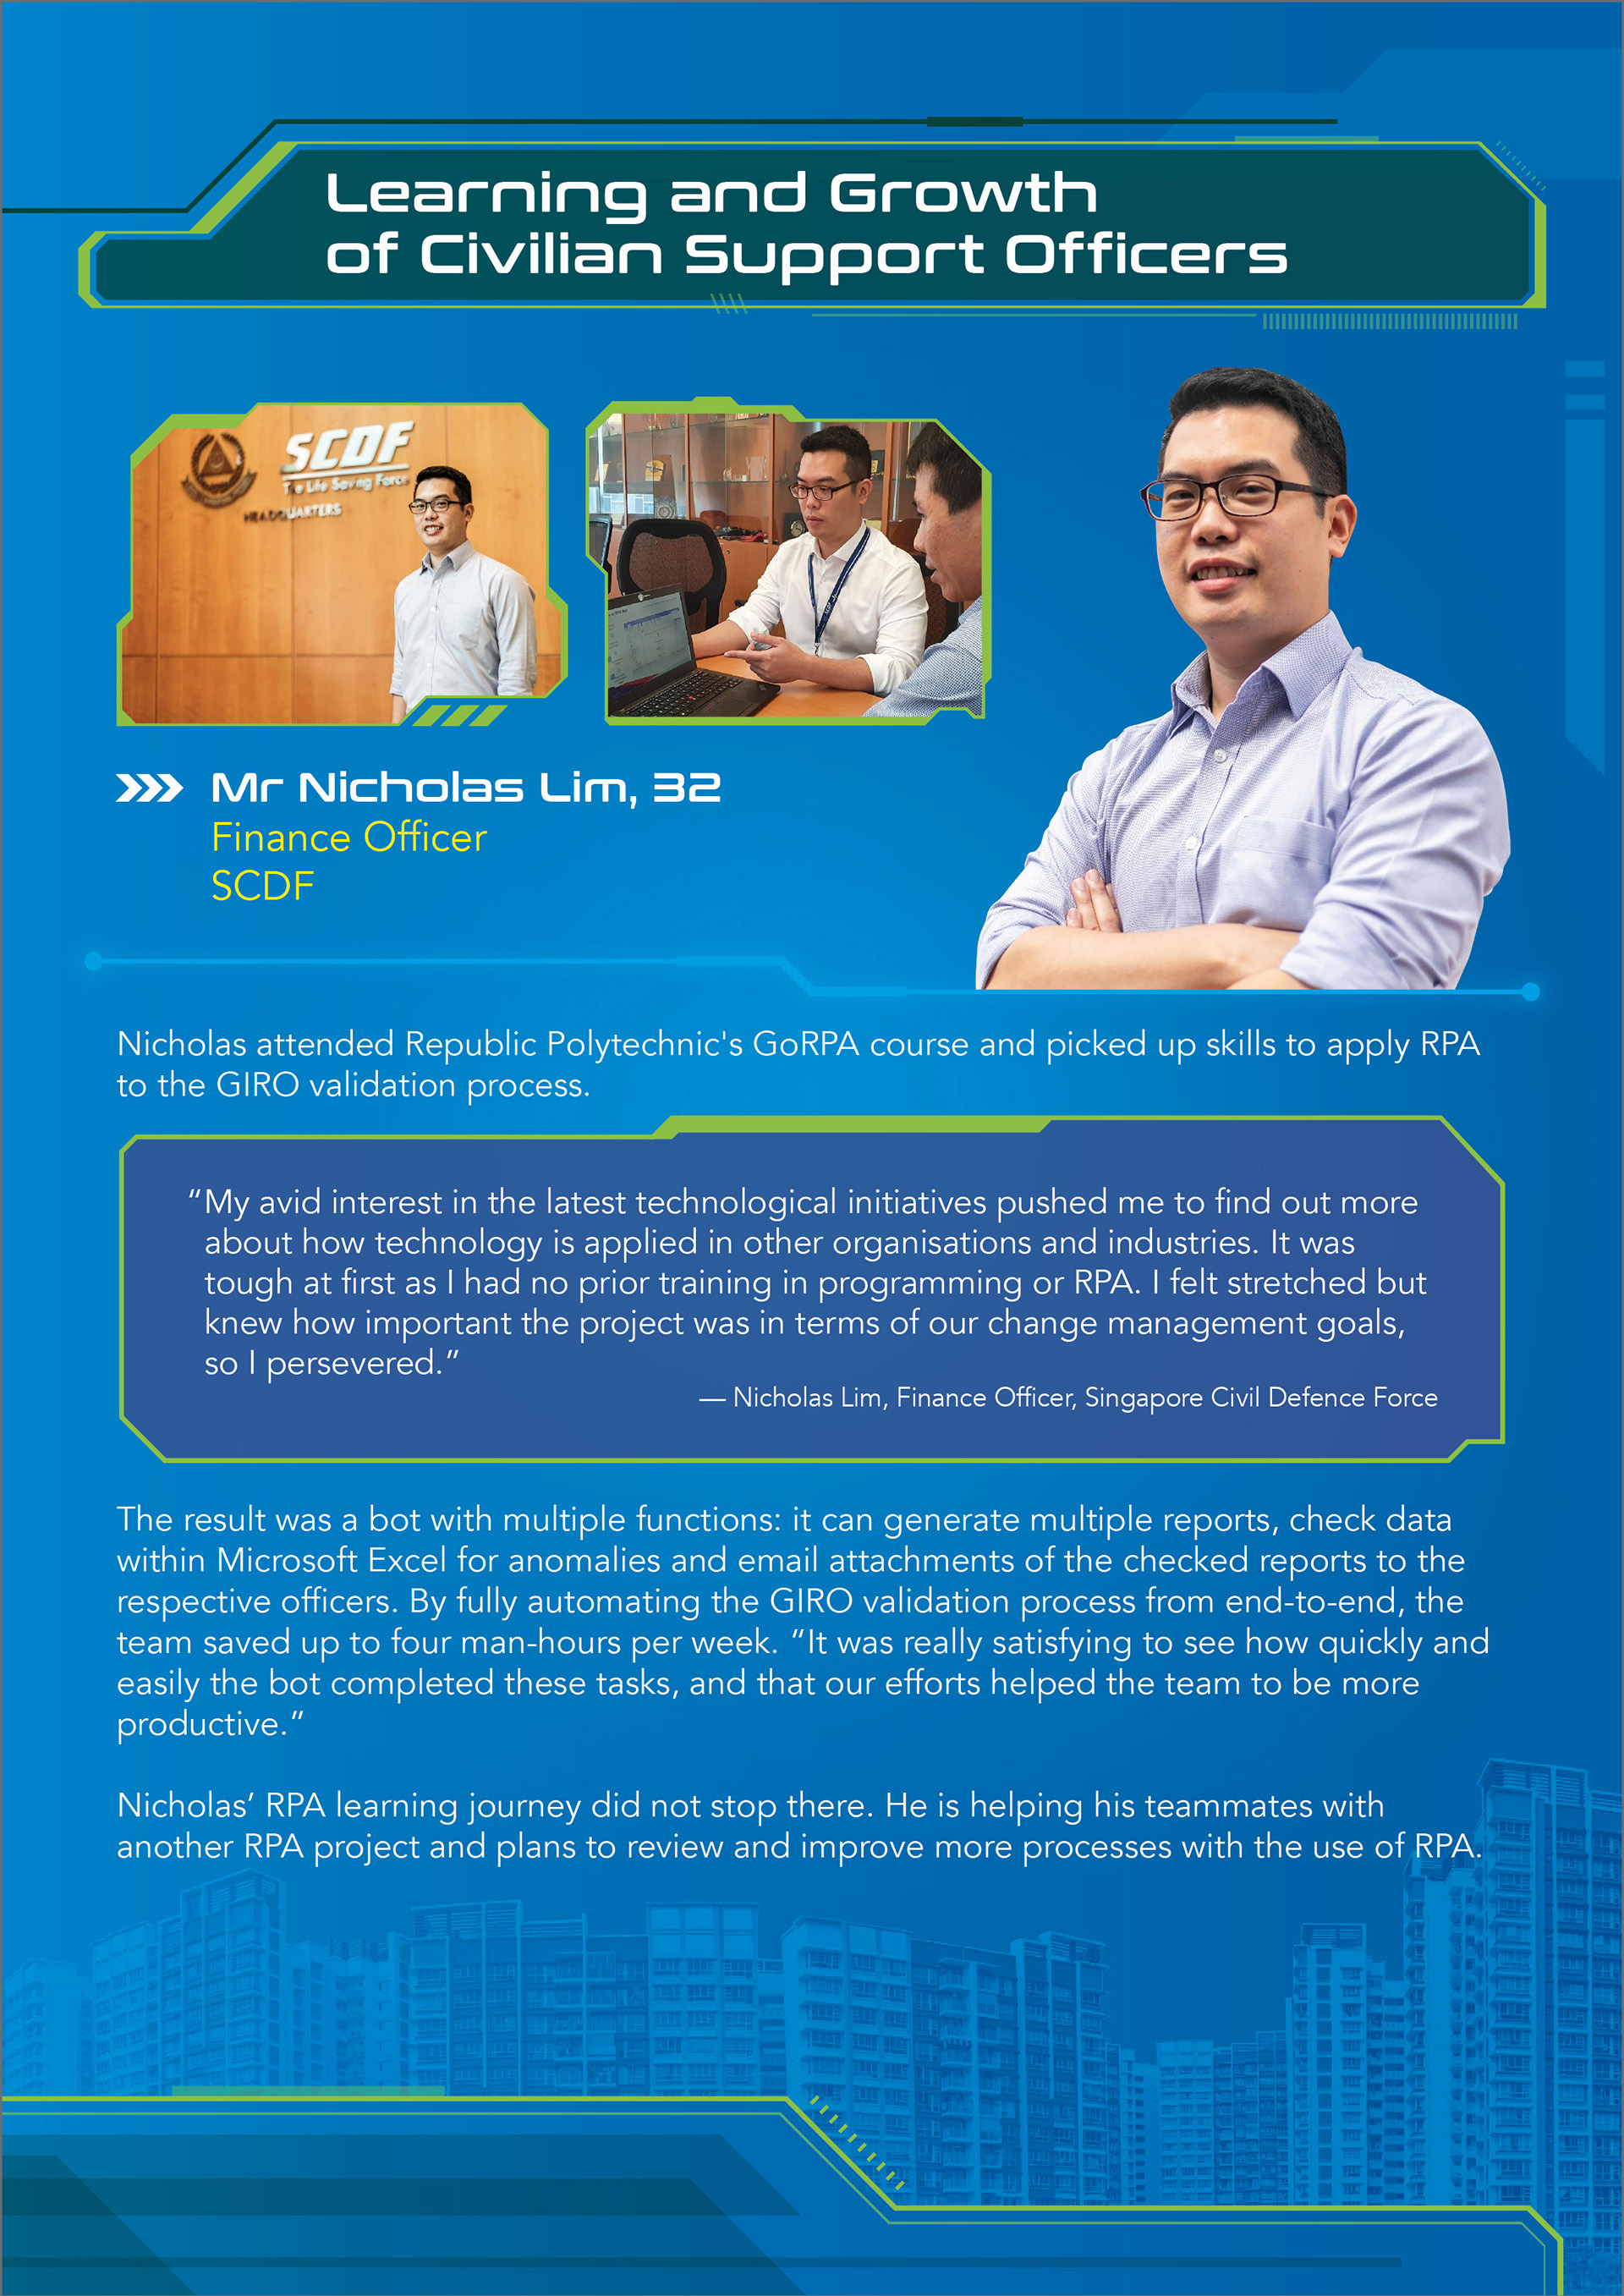 Learning and Growth
of Civilian Support Officers
SCDF
The Life Saving Force
HEADQUARTERS
Mr Nicholas Lim, 32
Finance Officer
SCDF
Nicholas attended Republic Polytechnic's GoRPA course and picked up skills to apply RPA
to the GIRO validation process.
“My avid interest in the latest technological initiatives pushed me to find out more
about how technology is applied in other organisations and industries. It was
tough at first as I had no prior training in programming or RPA. I felt stretched but
knew how important the project was in terms of our change management goals,
so I persevered.”
— Nicholas Lim, Finance Officer, Singapore Civil Defence Force
The result was a bot with multiple functions: it can generate multiple reports, check data
within Microsoft Excel for anomalies and email attachments of the checked reports to the
respective officers. By fully automating the GIRO validation process from end-to-end, the
team saved up to four man-hours per week. “It was really satisfying to see how quickly and
easily the bot completed these tasks, and that our efforts helped the team to be more
productive.”
Nicholas’ RPA learning journey did not stop there. He is helping his teammates with
another RPA project and plans to review and improve more processes with the use of RPA.